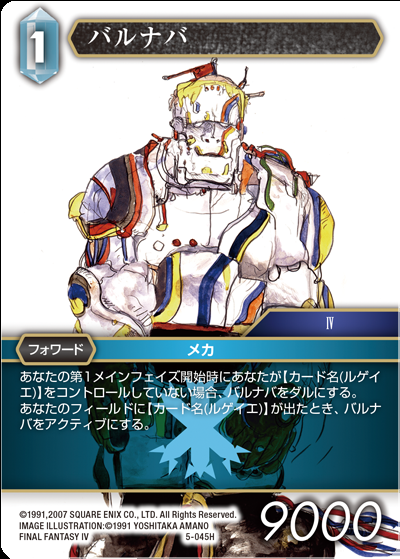 1
バルナバ
IV
フォワード
メカ
あなたの第1メインフェイズ開始時にあなたが【カード名(ルゲイ
エ)】をコントロールしていない場合、バルナバをダルにする。
あなたのフィールドに【カード名(ルゲイエ)】が出たとき、バルナ
バをアクティブにする。
©1991,2007 SQUARE ENIX CO., LTD. All Rights Reserved.
IMAGE ILLUSTRATION:©1991 YOSHITAKA AMANO
FINAL FANTASY IV 5-045H
9000